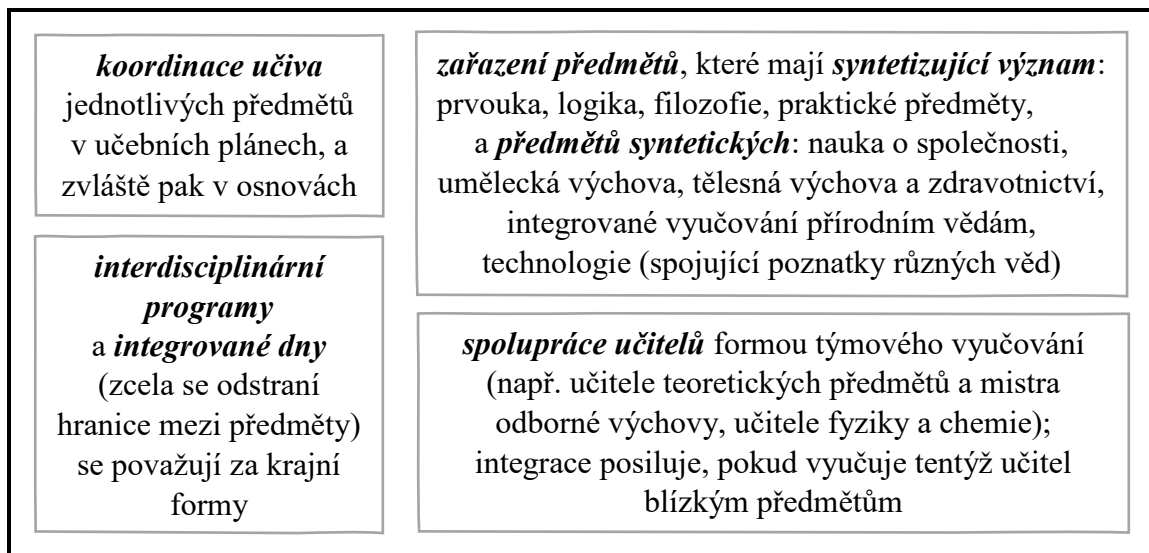 koordinace učiva
jednotlivých předmětů
v učebních plánech, a
zvláště pak v osnovách
zařazení předmětů, které mají syntetizující význam:
prvouka, logika, filozofie, praktické předměty,
a předmětů syntetických: nauka o společnosti,
umělecká výchova, tělesná výchova a zdravotnictví,
integrované vyučování přírodním vědám,
technologie (spojující poznatky různých věd)
interdisciplinární
programy
a integrované dny
(zcela se odstraní
hranice mezi předměty)
se považují za krajní
formy
spolupráce učitelů formou týmového vyučování
(např. učitele teoretických předmětů a mistra
odborné výchovy, učitele fyziky a chemie);
integrace posiluje, pokud vyučuje tentýž učitel
blízkým předmětům